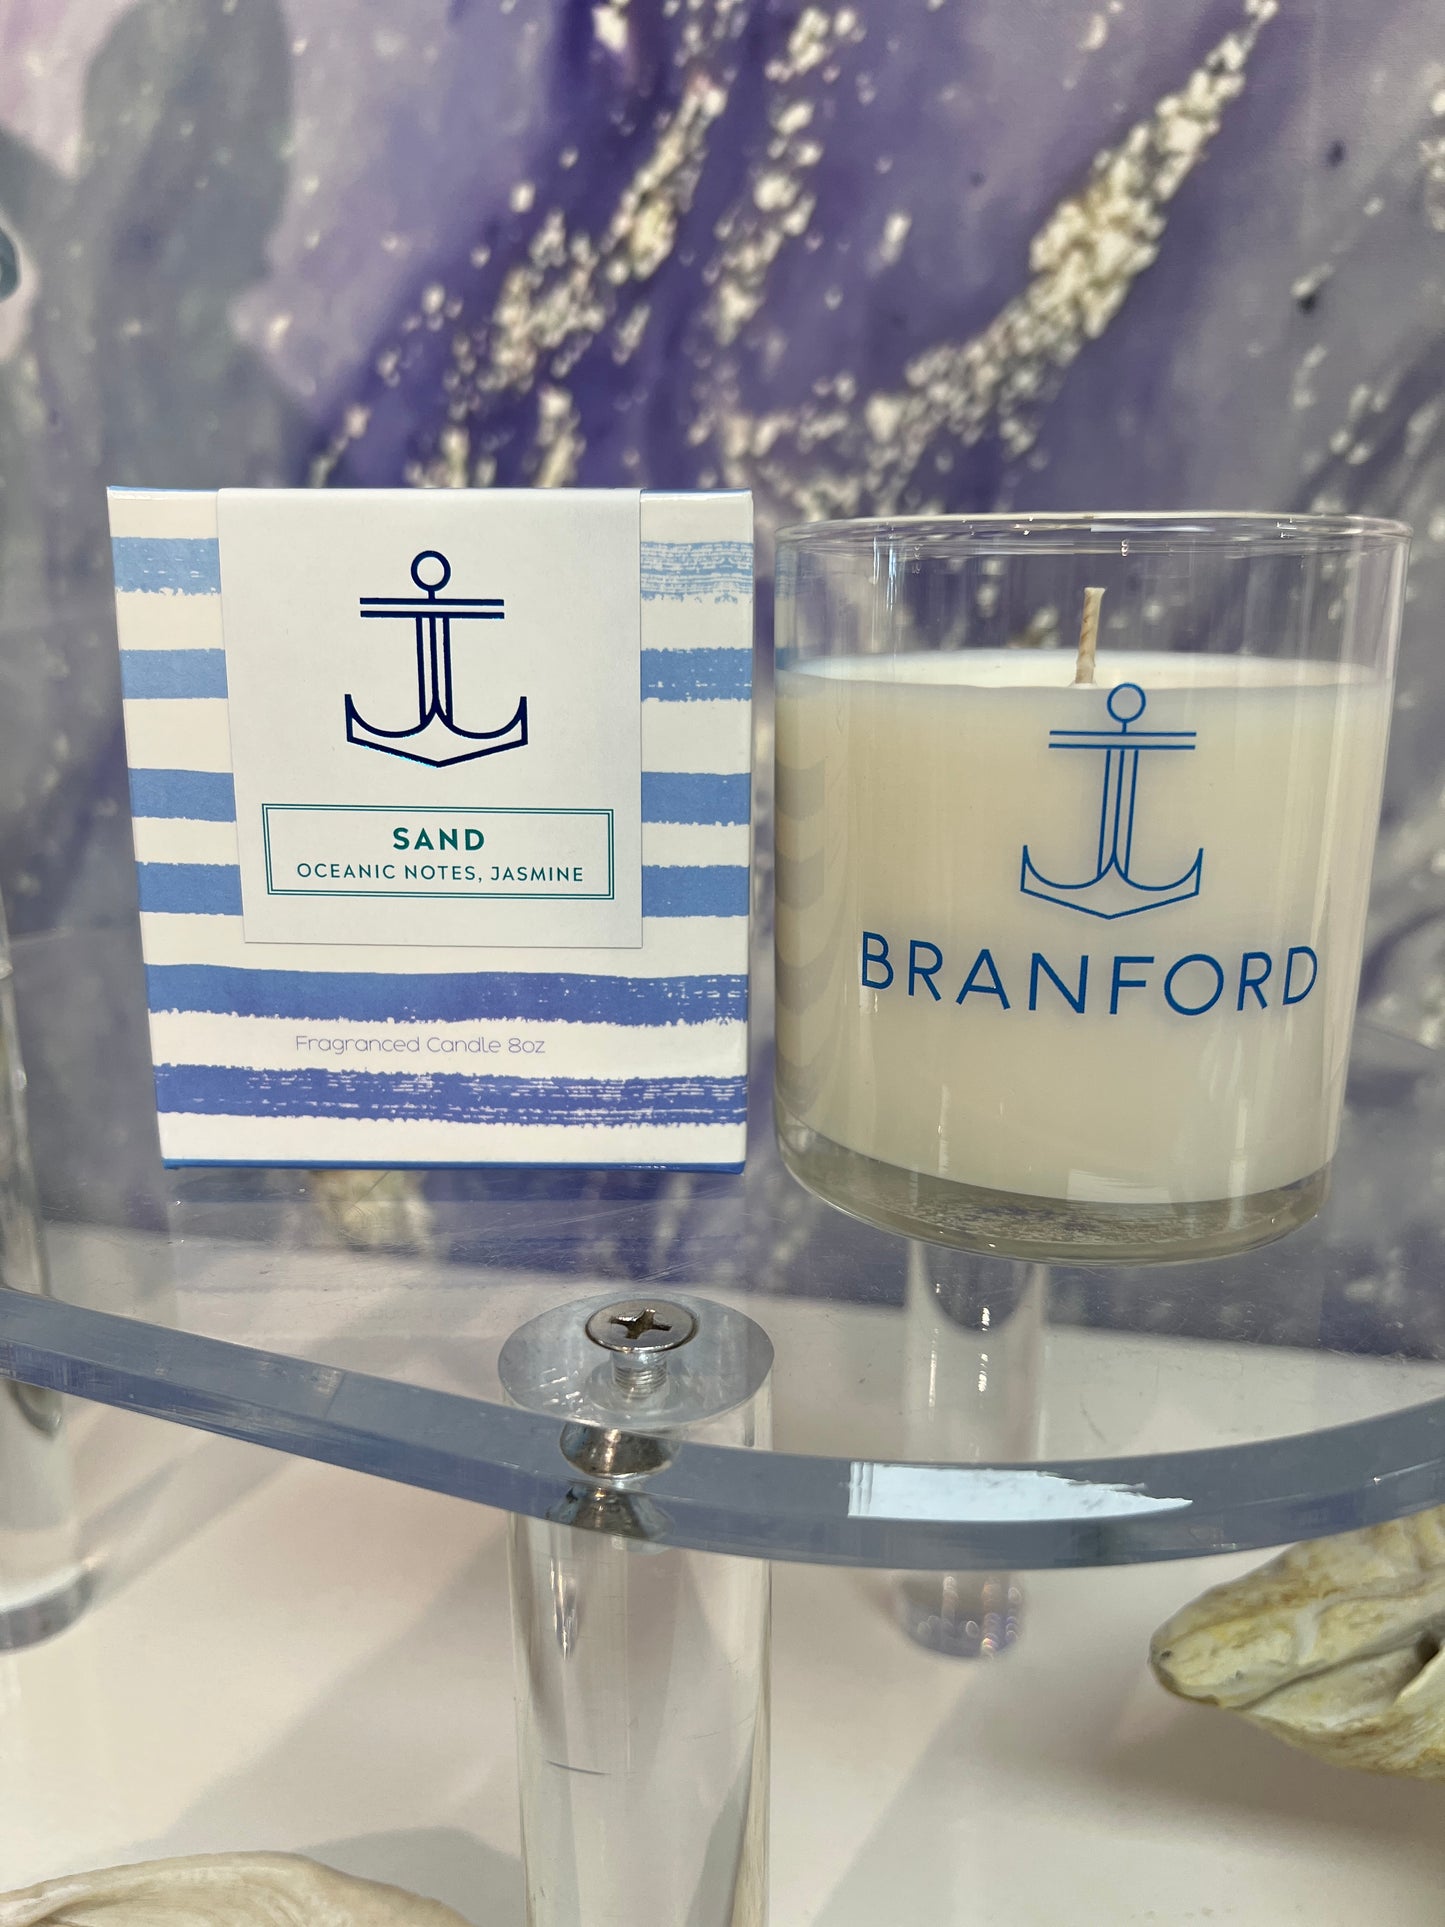 SAND
OCEANIC NOTES, JASMINE
Fragranced Candle 8oz
BRANFORD